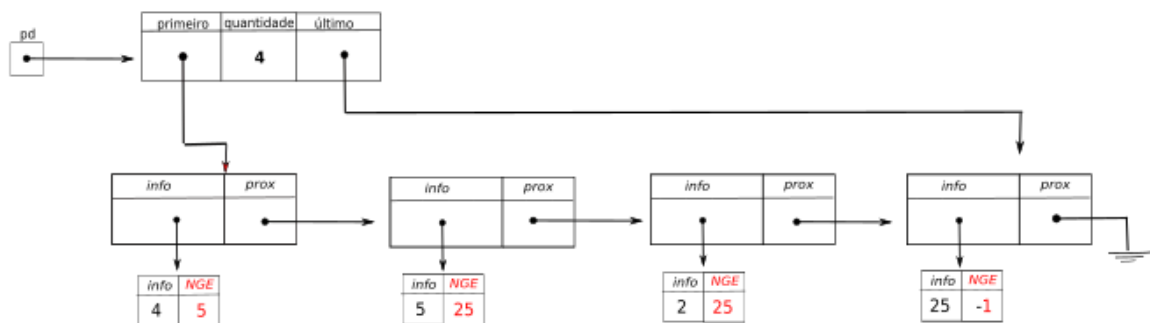 pd
primeiro quantidade último
4
info prox
info prox
info prox
info prox
info NGE
4 5
info NGE
5 25
info NGE
2 25
info NGE
25 -1